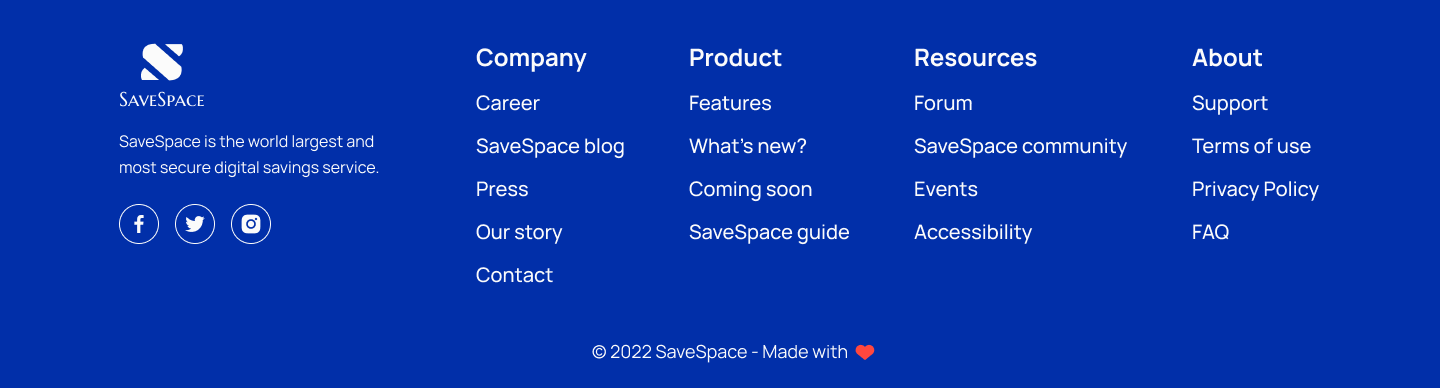 SAVESPACE
SaveSpace is the world largest and
most secure digital savings service.
Company
Career
SaveSpace blog
Press
Our story
Contact
Product
Features
What's new?
Coming soon
SaveSpace guide
Resources
Forum
SaveSpace community
Events
Accessibility
About
Support
Terms of use
Privacy Policy
FAQ
© 2022 SaveSpace - Made with